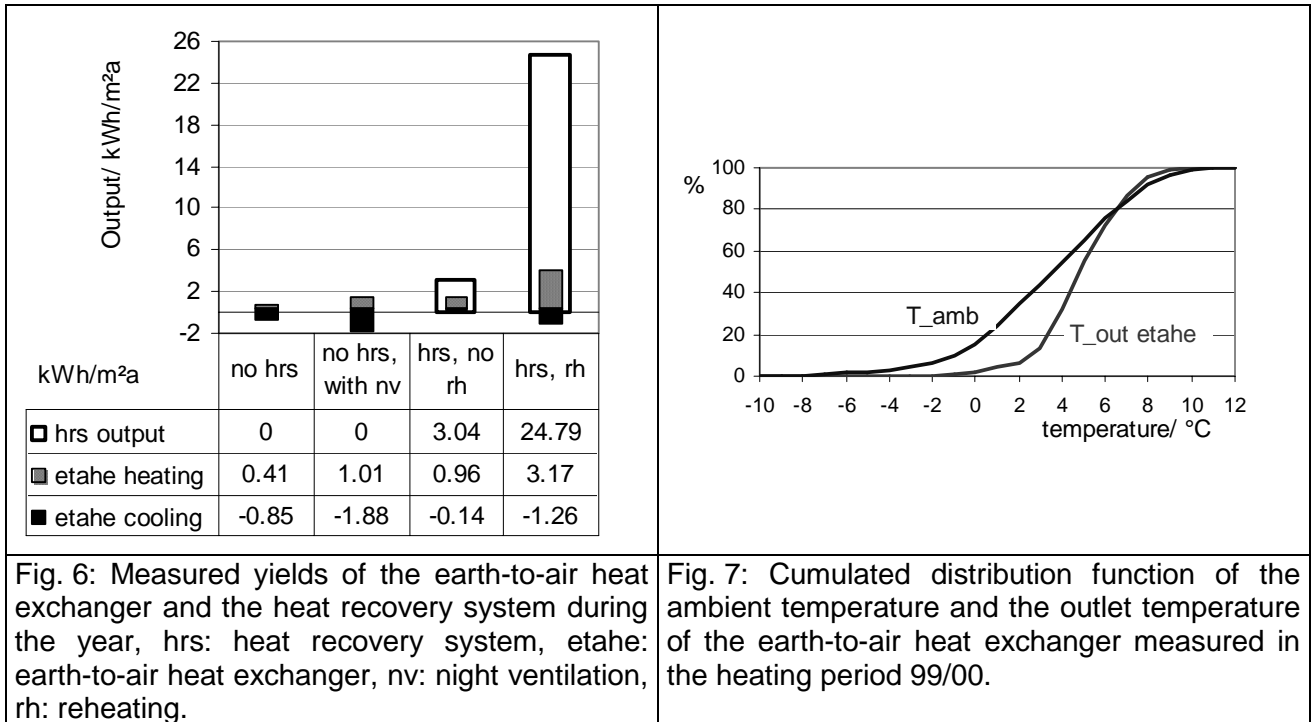 Output/ kWh/m²a
26
22
18
14
10
6
2
-2
kWh/m²a
no hrs
no hrs,
with nv
hrs, no
rh
hrs, rh
hrs output 0 0 3.04 24.79
etahe heating 0.41 1.01 0.96 3.17
etahe cooling -0.85 -1.88 -0.14 -1.26
Fig. 6: Measured yields of the earth-to-air heat
exchanger and the heat recovery system during
the year, hrs: heat recovery system, etahe:
earth-to-air heat exchanger, nv: night ventilation,
rh: reheating.
%
100
80
60
40
20
0
T_amb
T_out etahe
-10 -8 -6 -4 -2 0 2 4 6 8 10 12
temperature/ °C
Fig. 7: Cumulated distribution function of the
ambient temperature and the outlet temperature
of the earth-to-air heat exchanger measured in
the heating period 99/00.